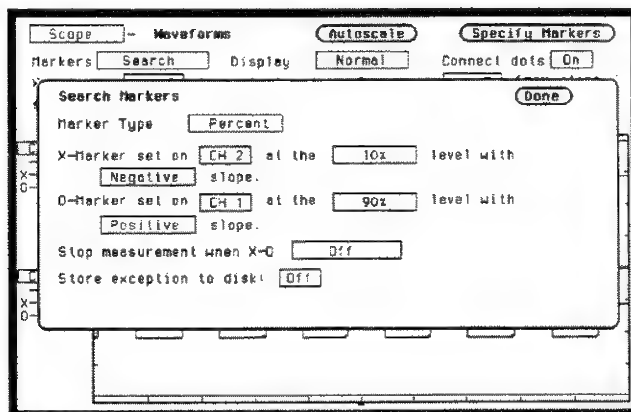 Scope - Waveforms Autoscale Specify Markers
Markers Search Display Normal Connect dots On
Search Markers Done
Marker Type Percent
X-Marker set on CH 2 at the 10% level with
Negative slope.
O-Marker set on CH 1 at the 90% level with
Positive slope.
Stop measurement when X-O Off
Store exception to disk: Off
X-
O-
X-
O-